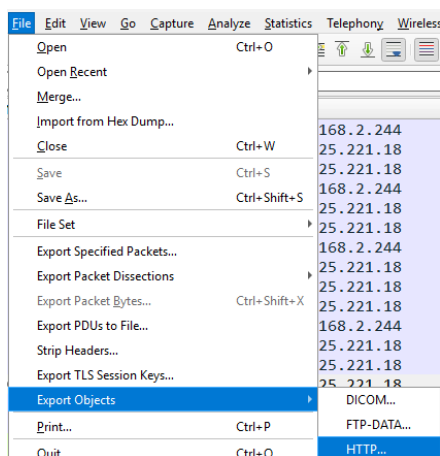 File Edit View Go Capture Analyze Statistics Telephony Wireless
Open Ctrl+O
Open Recent
Merge...
Import from Hex Dump...
Close Ctrl+W
Save Ctrl+S
Save As... Ctrl+Shift+S
File Set
Export Specified Packets...
Export Packet Dissections
Export Packet Bytes... Ctrl+Shift+X
Export PDUs to File...
Strip Headers...
Export TLS Session Keys...
Export Objects
Print... Ctrl+P
Quit Ctrl+Q
168.2.244
25.221.18
25.221.18
168.2.244
25.221.18
25.221.18
168.2.244
25.221.18
25.221.18
25.221.18
168.2.244
25.221.18
25.221.18
25.221.18
DICOM...
FTP-DATA...
HTTP...